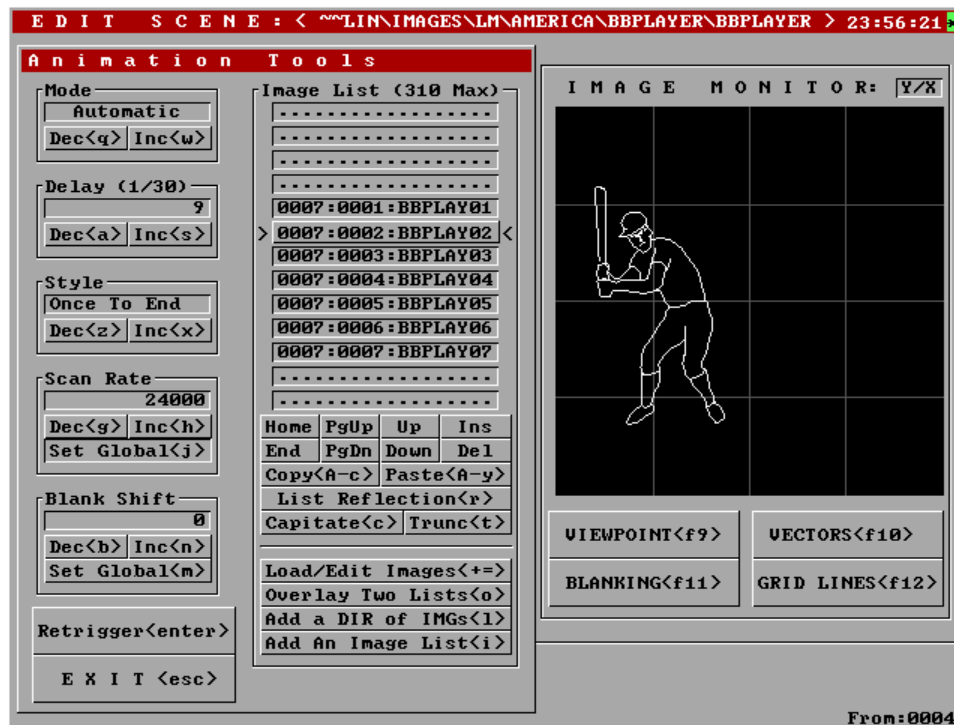 E D I T   S C E N E : < ~~LIN\IMAGES\LM\AMERICA\BBPLAYER\BBPLAYER > 23:56:21
A n i m a t i o n   T o o l s
Mode
Automatic
Dec<q> Inc<w>
Delay (1/30)
9
Dec<a> Inc<s>
Style
Once To End
Dec<z> Inc<x>
Scan Rate
24000
Dec<g> Inc<h>
Set Global<j>
Blank Shift
0
Dec<b> Inc<n>
Set Global<m>
Retrigger<enter>
E X I T <esc>
Image List (310 Max)
-----------------
-----------------
-----------------
-----------------
0007:0001:BBPLAY01
> 0007:0002:BBPLAY02 <
0007:0003:BBPLAY03
0007:0004:BBPLAY04
0007:0005:BBPLAY05
0007:0006:BBPLAY06
0007:0007:BBPLAY07
-----------------
-----------------
Home PgUp Up Ins
End PgDn Down Del
Copy<A-c> Paste<A-y>
List Reflection<r>
Capitate<c> Trunc<t>
Load/Edit Images<+=>
Overlay Two Lists<o>
Add a DIR of IMGs<l>
Add An Image List<i>
I M A G E   M O N I T O R: Y/X
VIEWPOINT<f9> VECTORS<f10>
BLANKING<f11> GRID LINES<f12>
From:0004